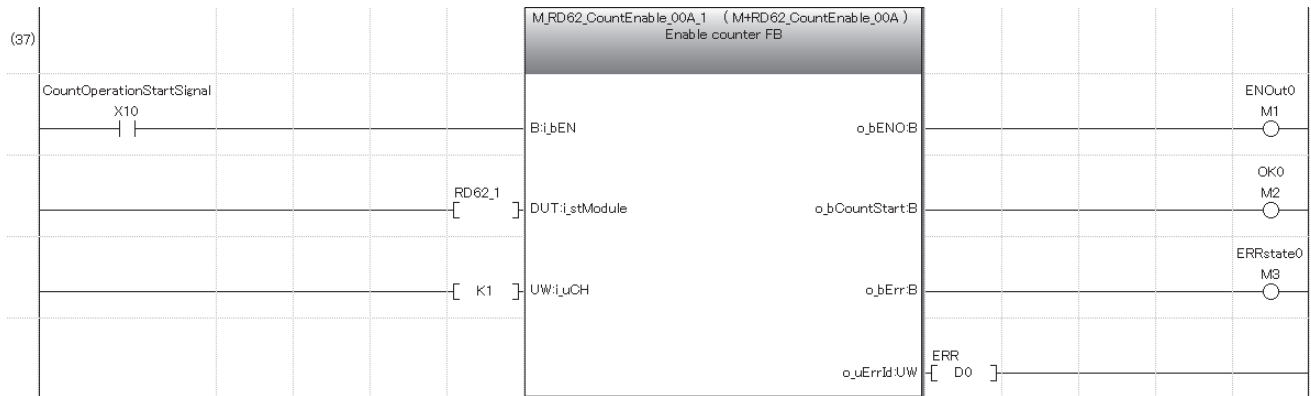 M_RD62_CountEnable_00A_1 (M+RD62_CountEnable_00A)
Enable counter FB
(37)
CountOperationStartSignal
X10
B:i_bEN
o_bENO:B
ENOut0
M1
RD62_1
DUT:i_stModule
o_bCountStart:B
OK0
M2
K1
UW:i_uCH
o_bErr:B
ERRstate0
M3
o_uErrId:UW
ERR
D0